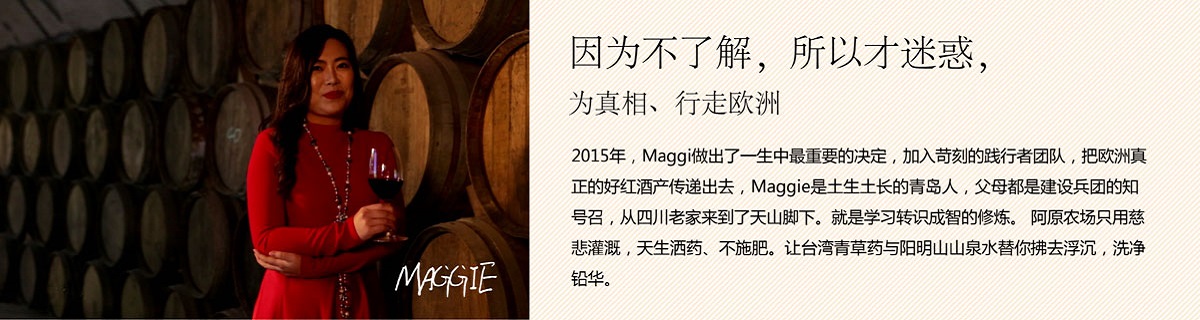 因为不了解，所以才迷惑，
为真相、行走欧洲
2015年，Maggi做出了一生中最重要的决定，加入苛刻的践行者团队，把欧洲真
正的好红酒产传递出去，Maggie是土生土长的青岛人，父母都是建设兵团的知
号召，从四川老家来到了天山脚下。就是学习转识成智的修炼。 阿原农场只用慈
悲灌溉，天生洒药、不施肥。让台湾青草药与阳明山山泉水替你拂去浮沉，洗净
铅华。
MAGGIE